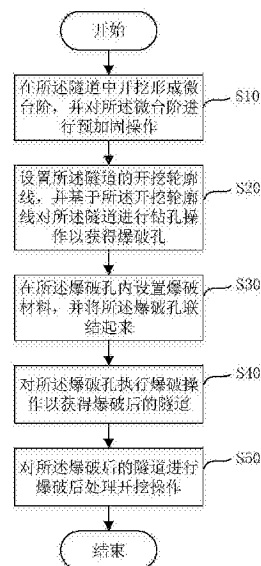 开始
在所述隧道中开挖形成微
台阶，并对所述微台阶进
行预加固操作
S10
设置所述隧道的开挖轮廓
线，并基于所述开挖轮廓
线对所述隧道进行钻孔操
作以获得爆破孔
S20
在所述爆破孔内设置爆破
材料，并将所述爆破孔联
结起来
S30
对所述爆破孔执行爆破操
作以获得爆破后的隧道
S40
对所述爆破后的隧道进行
爆破后处理开挖操作
S50
结束